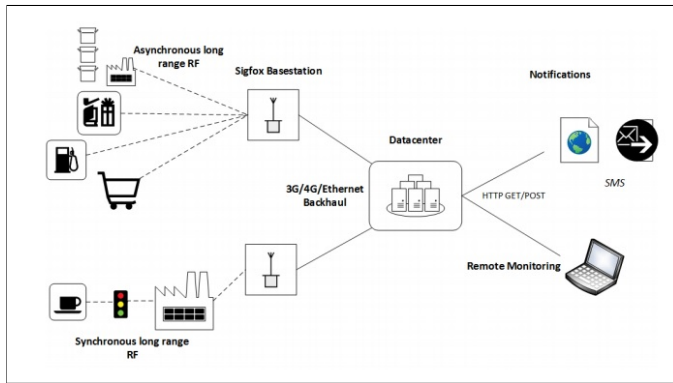 Asynchronous long
range RF
Sigfox Basestation
Notifications
Datacenter
SMS
3G/4G/Ethernet
Backhaul
HTTP GET/POST
Remote Monitoring
Synchronous long range
RF